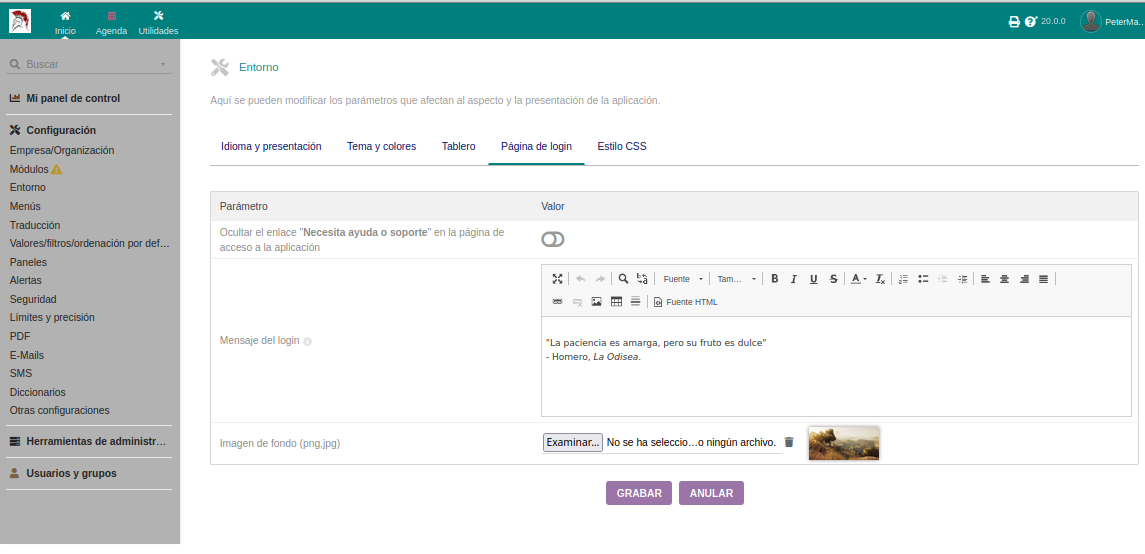 Inicio Agenda Utilidades 20.0.0 PeterMa...
Buscar
Mi panel de control
Configuración
Empresa/Organización
Módulos
Entorno
Menús
Traducción
Valores/filtros/ordenación por def...
Paneles
Alertas
Seguridad
Límites y precisión
PDF
E-Mails
SMS
Diccionarios
Otras configuraciones
Herramientas de administr...
Usuarios y grupos
Entorno
Aquí se pueden modificar los parámetros que afectan al aspecto y la presentación de la aplicación.
Idioma y presentación Tema y colores Tablero Página de login Estilo CSS
Parámetro Valor
Ocultar el enlace "Necesita ayuda o soporte" en la página de
acceso a la aplicación
Mensaje del login
Fuente Tam...
Fuente HTML
"La paciencia es amarga, pero su fruto es dulce"
- Homero, La Odisea.
Imagen de fondo (png,jpg)
Examinar... No se ha seleccio...o ningún archivo.
GRABAR ANULAR